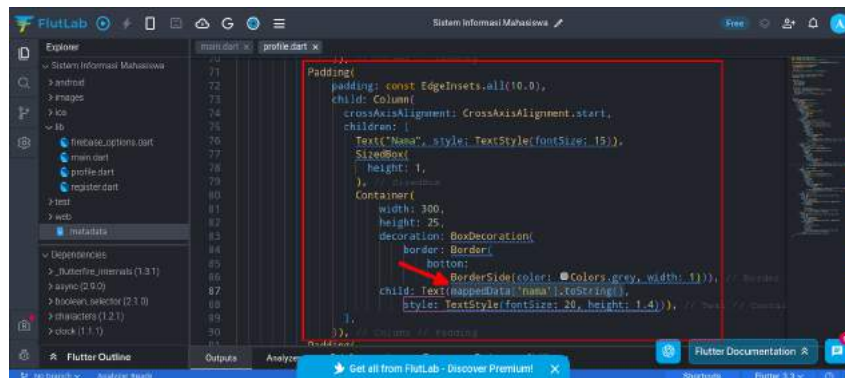 FlutLab
Sistem Informasi Mahasiswa
Free
Explorer
main.dart x
profile.dart x
Sistem Informasi Mahasiswa
android
images
ios
lib
firebase_options.dart
main.dart
profile.dart
register.dart
test
web
metadata
Dependencies
_flutterfire_internals (1.3.1)
async (2.9.0)
boolean_selector (2.1.0)
characters (1.2.1)
clock (1.1.1)
Flutter Outline
71 Padding(
72 padding: const EdgeInsets.all(10.0),
73 child: Column(
74 crossAxisAlignment: CrossAxisAlignment.start,
75 children: [
76 Text("Nama", style: TextStyle(fontSize: 15)),
77 SizedBox(
78 height: 1,
79 ), // SizedBox
80 Container(
81 width: 300,
82 height: 25,
83 decoration: BoxDecoration(
84 border: Border(
85 bottom:
86 BorderSide(color: Colors.grey, width: 1))), // Border
87 child: Text(mappedData['nama'].toString(),
88 style: TextStyle(fontSize: 20, height: 1.4))), // Text
89 ],
90 )), // Column // Padding
Padding(
Outputs
Analyze
Get all from FlutLab - Discover Premium! X
Flutter Documentation
Analyzer Ready
Shortcuts
Flutter 3.3